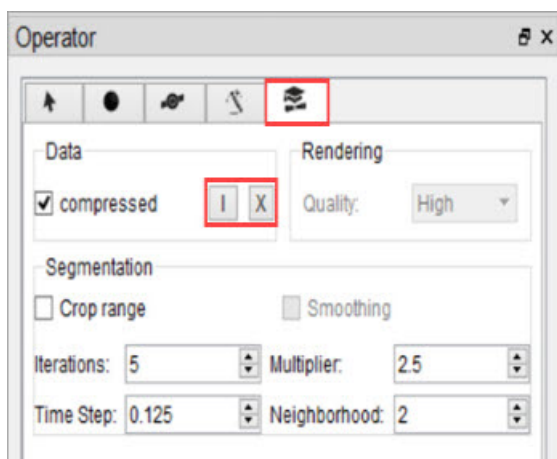 Operator
Data Rendering
compressed I X Quality: High
Segmentation
Crop range Smoothing
Iterations: 5 Multiplier: 2.5
Time Step: 0.125 Neighborhood: 2